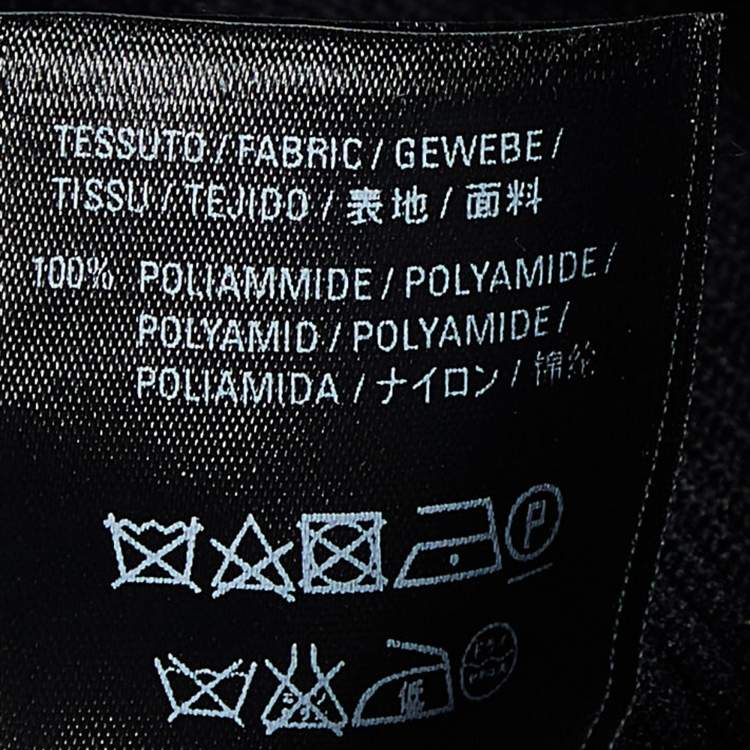 TESSUTO / FABRIC / GEWEBE /
TISSU / TEJIDO / 表地 / 面料
100% POLIAMMIDE / POLYAMIDE /
POLYAMID / POLYAMIDE /
POLIAMIDA / ナイロン / 锦纶
P
低